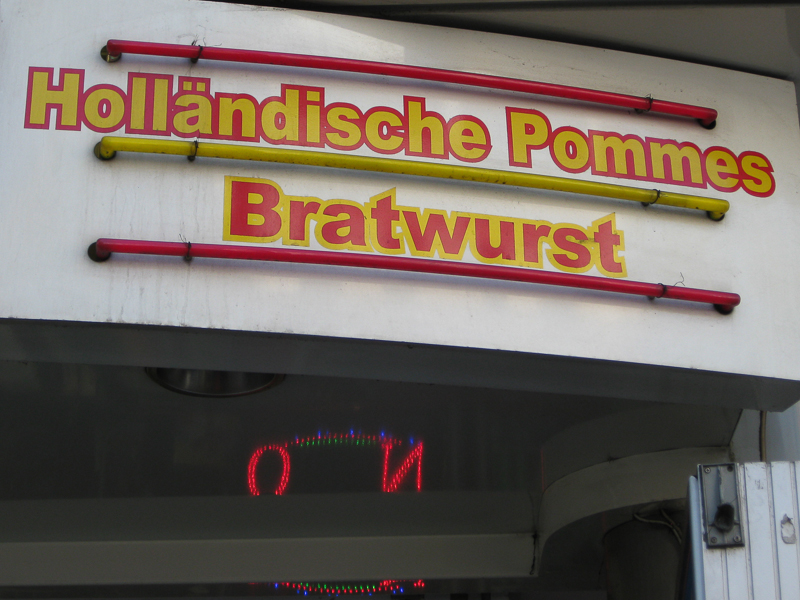 Holländische Pommes
Bratwurst